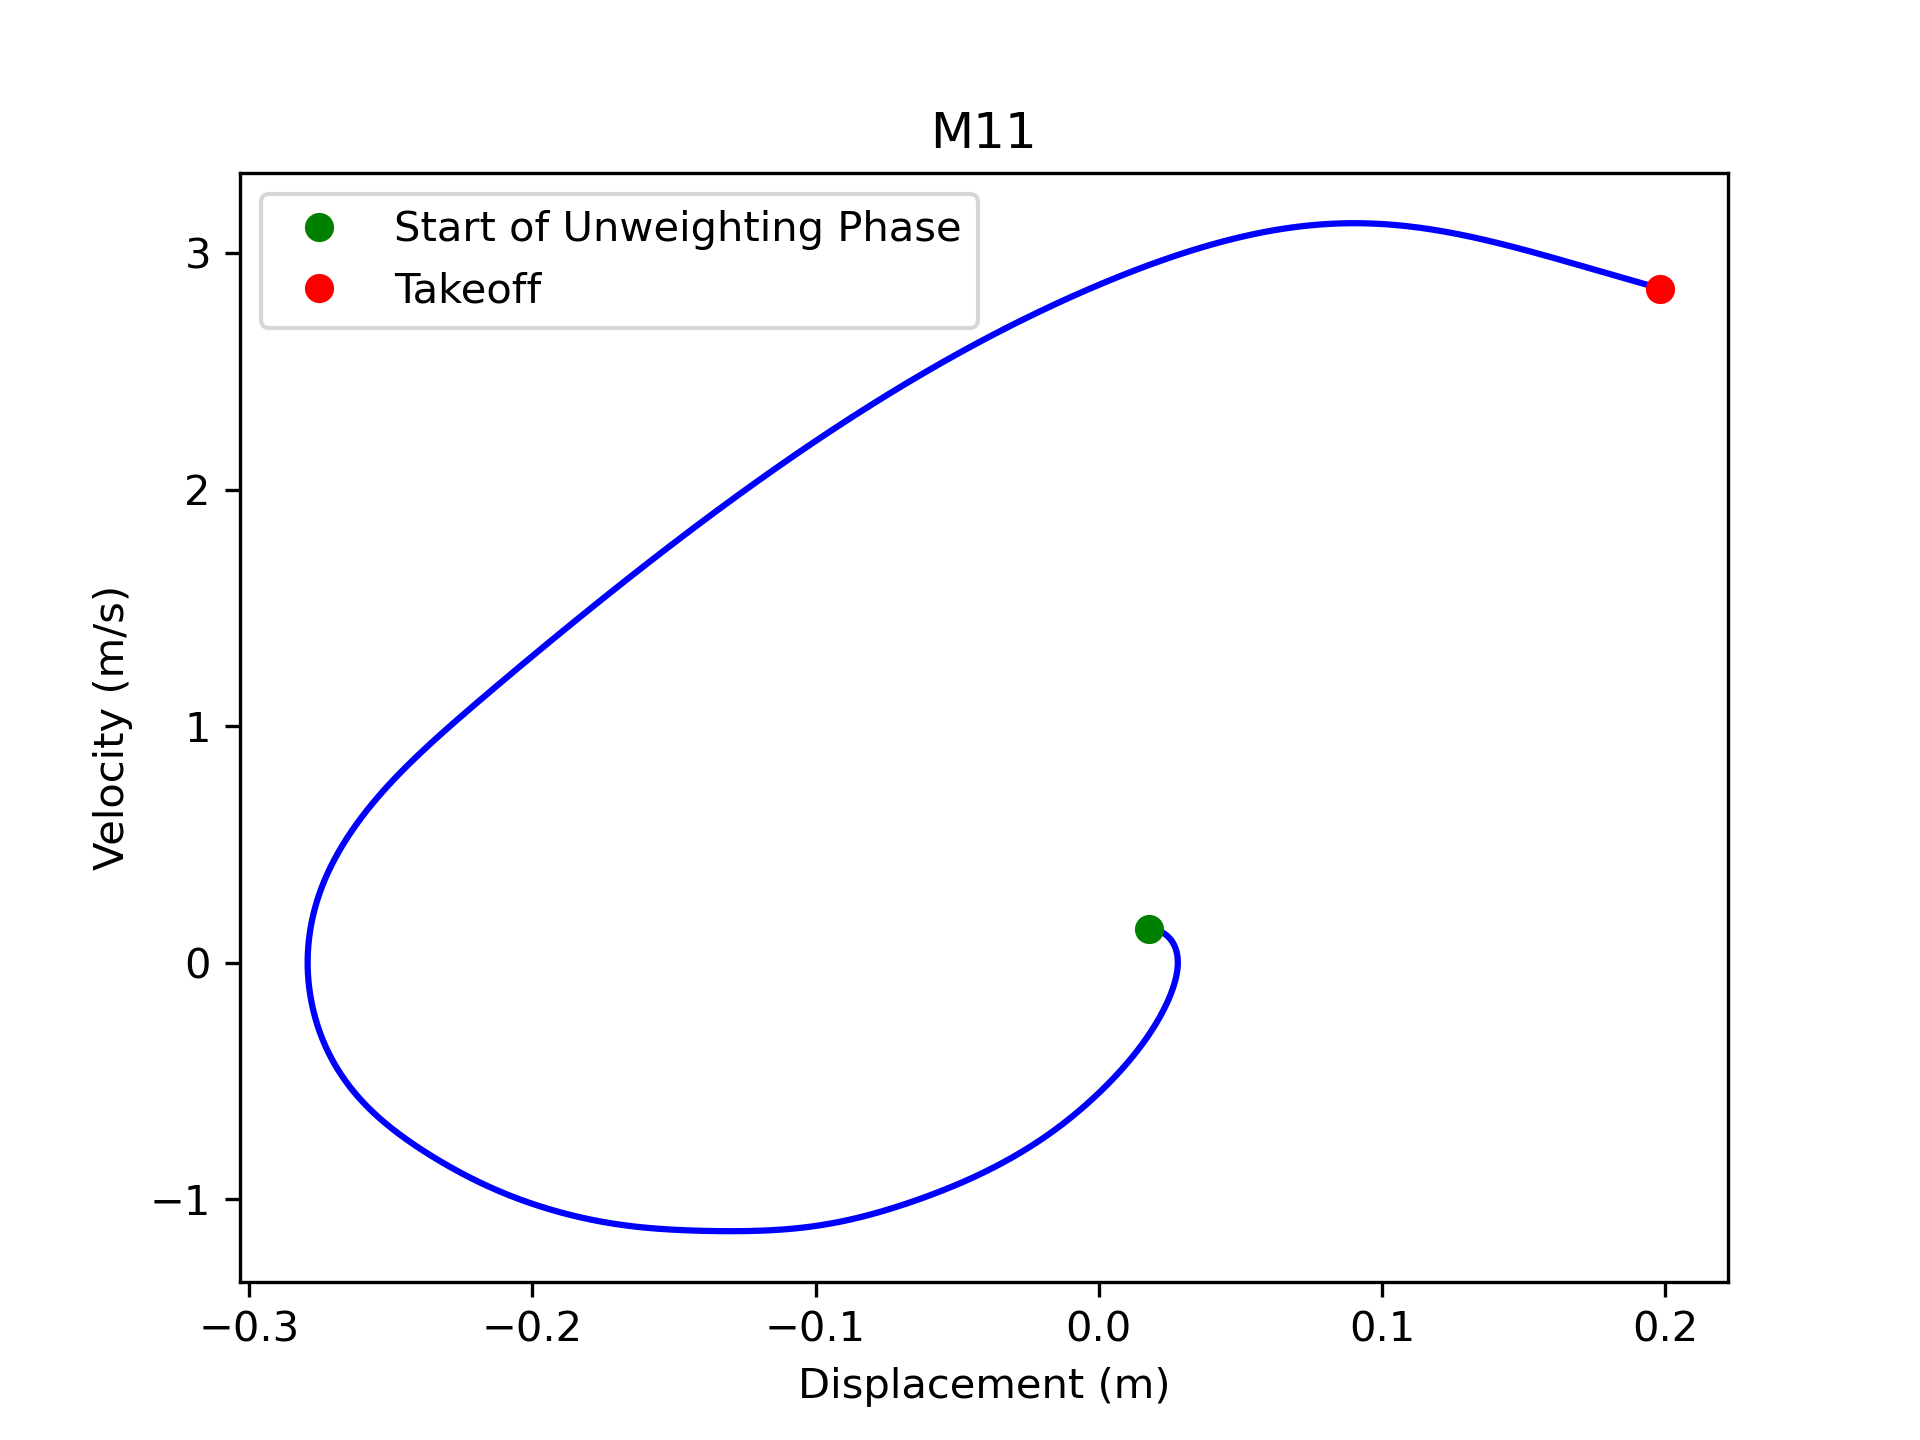 M11
Start of Unweighting Phase
Takeoff
3
2
1
0
−1
Velocity (m/s)
−0.3 −0.2 −0.1 0.0 0.1 0.2
Displacement (m)